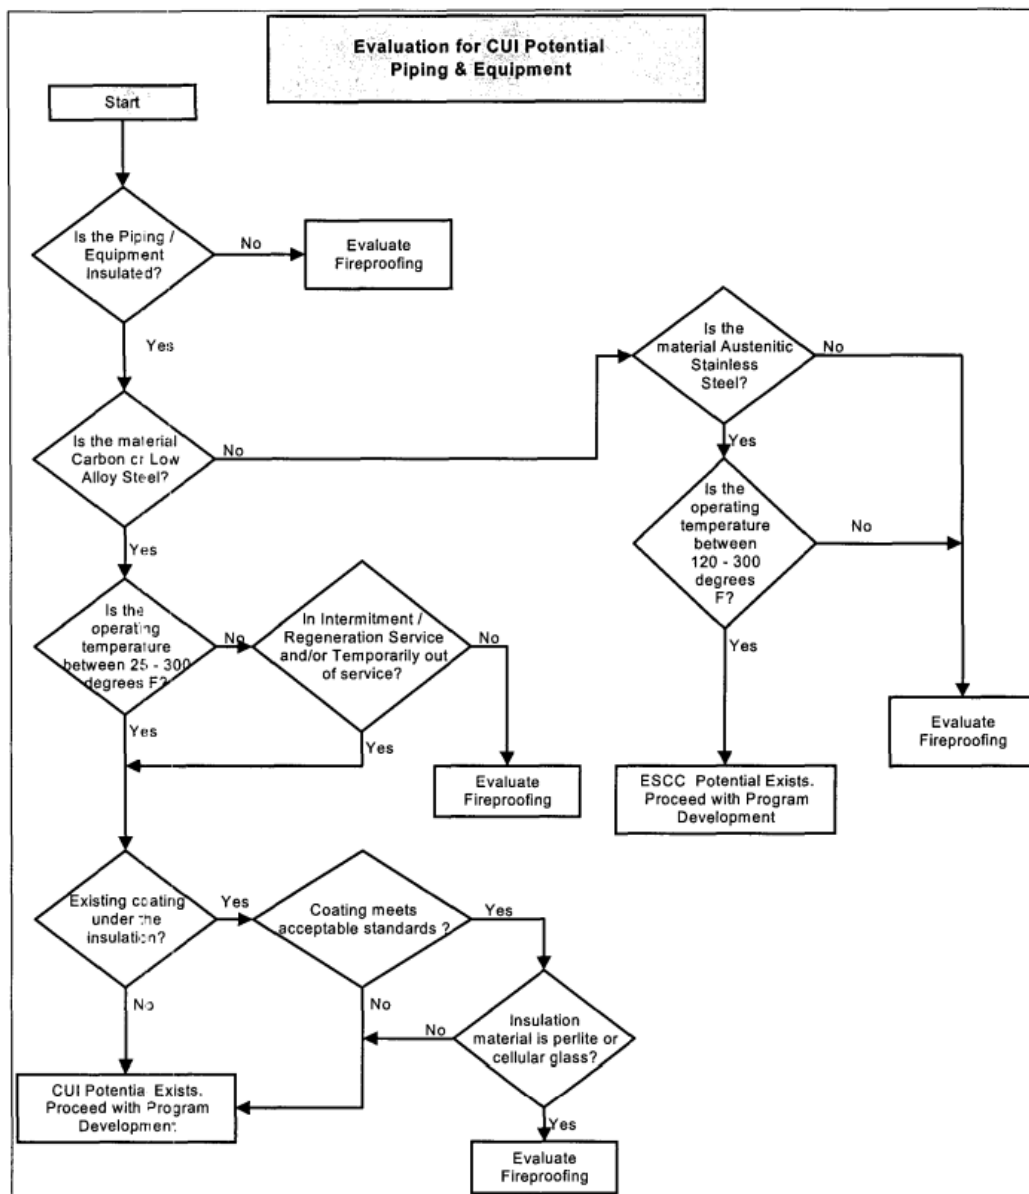 Evaluation for CUI Potential
Piping & Equipment
Start
Is the Piping /
Equipment
Insulated?
No
Evaluate
Fireproofing
Yes
Is the
material Austenitic
Stainless
Steel?
No
Is the material
Carbon or Low
Alloy Steel?
No
Yes
Is the
operating
temperature
between
120 - 300
degrees
F?
No
Yes
Is the
operating
temperature
between 25 - 300
degrees F?
No
In Intermitment /
Regeneration Service
and/or Temporarily out
of service?
No
Yes
Yes
Yes
Evaluate
Fireproofing
Evaluate
Fireproofing
ESCC Potential Exists.
Proceed with Program
Development
Existing coating
under the
insulation?
Yes
Coating meets
acceptable standards ?
Yes
No
No
Insulation
material is perlite or
cellular glass?
No
CUI Potential Exists.
Proceed with Program
Development
Yes
Evaluate
Fireproofing